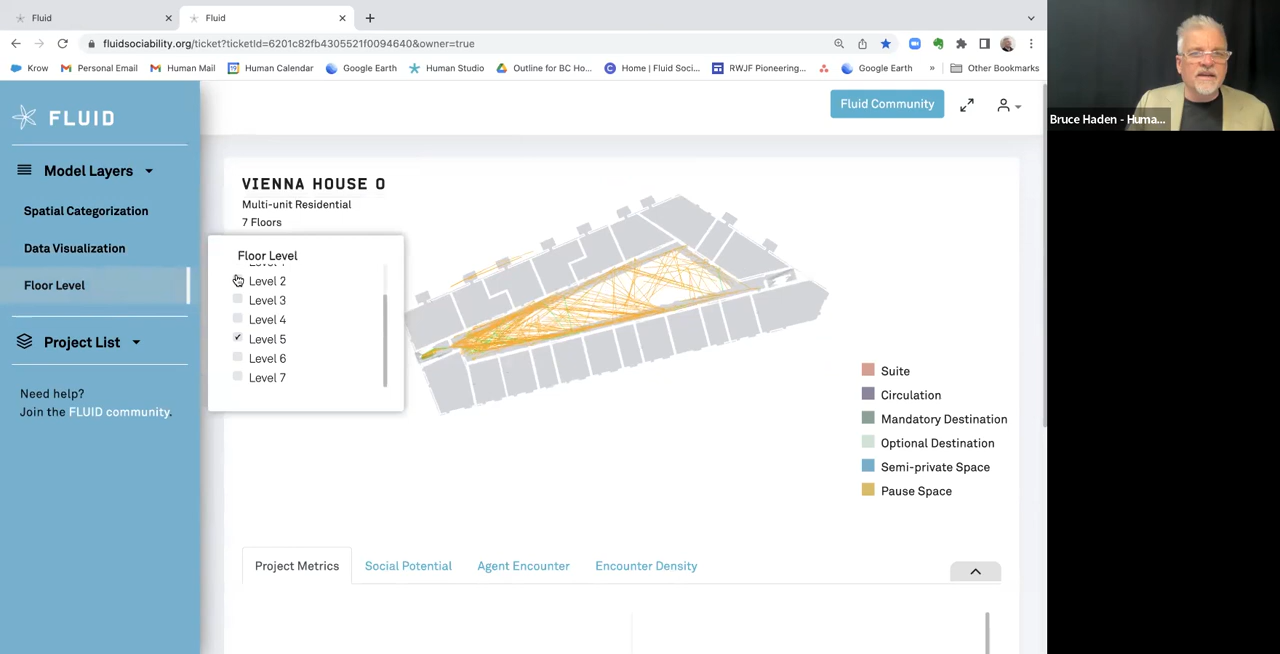 Fluid
Fluid
fluidsociability.org/ticket?ticketId=6201c82fb4305521f0094640&owner=true
Krow
Personal Email
Human Mail
Human Calendar
Google Earth
Human Studio
Outline for BC Ho...
Home | Fluid Soci...
RWJF Pioneering...
Google Earth
»
Other Bookmarks
Bruce Haden - Huma...
FLUID
Fluid Community
Model Layers
Spatial Categorization
Data Visualization
Floor Level
Project List
Need help?
Join the FLUID community.
VIENNA HOUSE O
Multi-unit Residential
7 Floors
Floor Level
Level 2
Level 3
Level 4
Level 5
Level 6
Level 7
Suite
Circulation
Mandatory Destination
Optional Destination
Semi-private Space
Pause Space
Project Metrics
Social Potential
Agent Encounter
Encounter Density